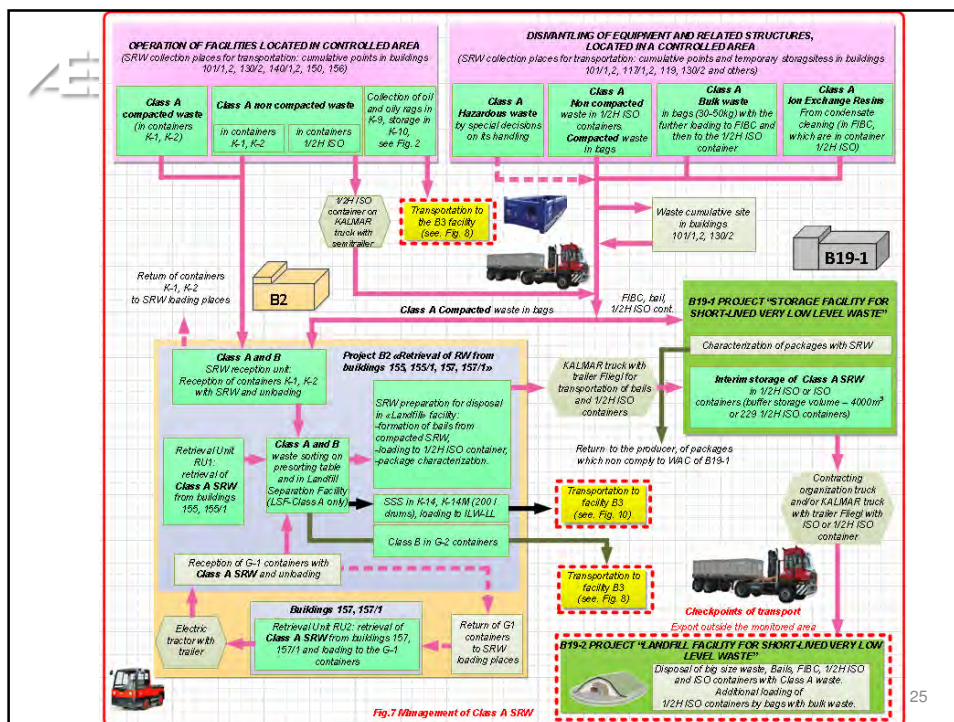 OPERATION OF FACILITIES LOCATED IN CONTROLLED AREA
(SRW collection places for transportation: cumulative points in buildings
101/1,2, 130/2, 140/1,2, 150, 156)
Class A
compacted waste
(in containers
K-1, K-2)
Class A non compacted waste
in containers
K-1, K-2
in containers
1/2H ISO
Collection of oil
and oily rags in
K-9, storage in
K-10,
see Fig. 2
DISMANTLING OF EQUIPMENT AND RELATED STRUCTURES,
LOCATED IN A CONTROLLED AREA
(SRW collection places for transportation: cumulative points and temporary storagsitess in buildings
101/1,2, 117/1,2, 119, 130/2 and others)
Class A
Hazardous waste
by special decisions
on its handling
Class A
Non compacted
waste in 1/2H ISO
containers.
Compacted waste
in bags
Class A
Bulk waste
in bags (30-50kg) with the
further loading to FIBC and
then to the 1/2H ISO
container
Class A
Ion Exchange Resins
From condensate
cleaning (in FIBC,
which are in container
1/2H ISO)
1/2H ISO
container on
KALMAR
truck with
semitrailer
Transportation to
the B3 facility
(see. Fig. 8)
Waste cumulative site
in buildings
101/1,2, 130/2
B19-1
Return of containers
K-1, K-2
to SRW loading places
B2
Class A Compacted waste in bags
FIBC, bail,
1/2H ISO cont.
B19-1 PROJECT "STORAGE FACILITY FOR
SHORT-LIVED VERY LOW LEVEL WASTE"
Characterization of packages with SRW
Interim storage of Class A SRW
in 1/2H ISO or ISO
containers (buffer storage volume – 4000m³
or 229 1/2H ISO containers)
Class A and B
SRW reception unit:
Reception of containers K-1, K-2
with SRW and unloading
Project B2 «Retrieval of RW from
buildings 155, 155/1, 157, 157/1»
KALMAR truck with
trailer Fliegl for
transportation of bails
and 1/2H ISO
containers
SRW preparation for disposal
in «Landfill» facility:
-formation of bails from
compacted SRW,
-loading to 1/2H ISO container,
-package characterization.
Retrieval Unit
RU1:
retrieval of
Class A SRW
from buildings
155, 155/1
Class A and B
waste sorting on
presorting table
and in Landfill
Separation Facility
(LSF-Class A only)
Return to the producer, of packages
which non comply to WAC of B19-1
SSS in K-14, K-14M (200 l
drums), loading to ILW-LL
Transportation to
facility B3
(see. Fig. 10)
Contracting
organization truck
and/or KALMAR truck
with trailer Fliegl with
ISO or 1/2H ISO
container
Class B in G-2 containers
Reception of G-1 containers with
Class A SRW and unloading
Transportation to
facility B3
(see. Fig. 8)
Buildings 157, 157/1
Retrieval Unit RU2: retrieval of
Class A SRW from buildings 157,
157/1 and loading to the G-1
containers
Electric
tractor with
trailer
Return of G1
containers
to SRW
loading places
Checkpoints of transport
Export outside the monitored area
B19-2 PROJECT "LANDFILL FACILITY FOR SHORT-LIVED VERY LOW
LEVEL WASTE"
Disposal of big size waste, Bails, FIBC, 1/2H ISO
and ISO containers with Class A waste.
Additional loading of
1/2H ISO containers by bags with bulk waste.
Fig.7 Management of Class A SRW
25